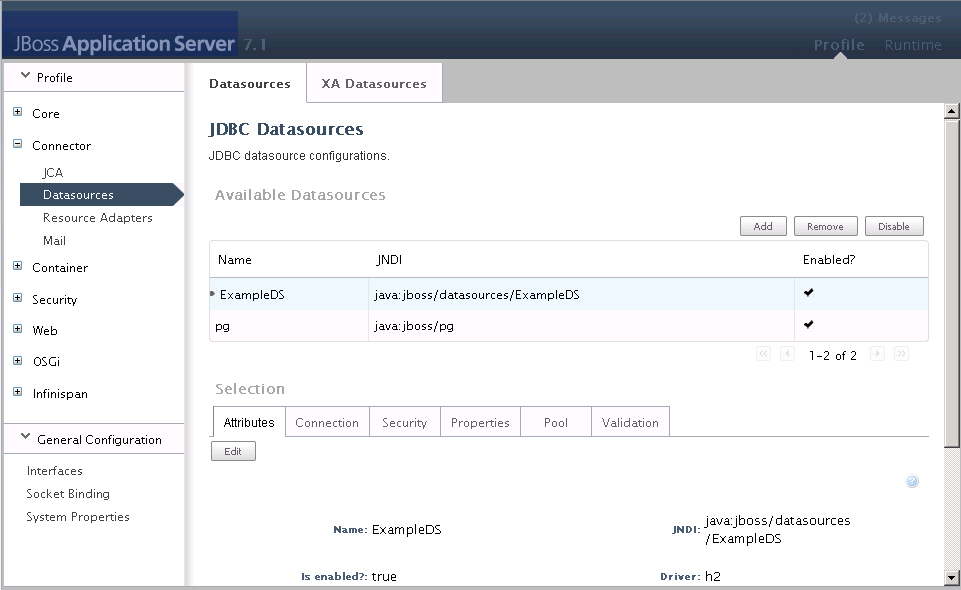 (2) Messages
JBoss Application Server 7.1
Profile Runtime
Profile
Core
Connector
JCA
Datasources
Resource Adapters
Mail
Container
Security
Web
OSGi
Infinispan
General Configuration
Interfaces
Socket Binding
System Properties
Datasources XA Datasources
JDBC Datasources
JDBC datasource configurations.
Available Datasources
Add Remove Disable
Name JNDI Enabled?
ExampleDS java:jboss/datasources/ExampleDS
pg java:jboss/pg
1-2 of 2
Selection
Attributes Connection Security Properties Pool Validation
Edit
?
Name: ExampleDS JNDI: java:jboss/datasources
/ExampleDS
Is enabled?: true Driver: h2